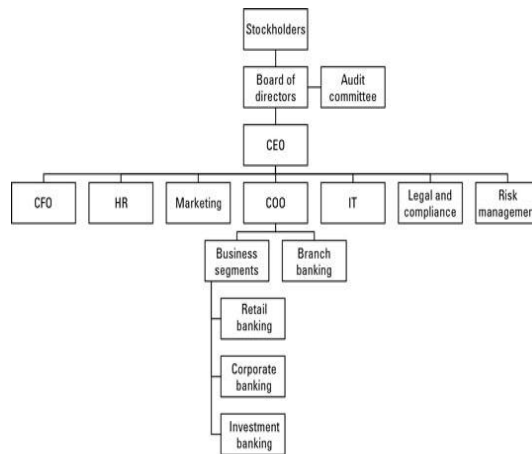 Stockholders
Board of
directors
Audit
committee
CEO
CFO
HR
Marketing
COO
IT
Legal and
compliance
Risk
management
Business
segments
Branch
banking
Retail
banking
Corporate
banking
Investment
banking